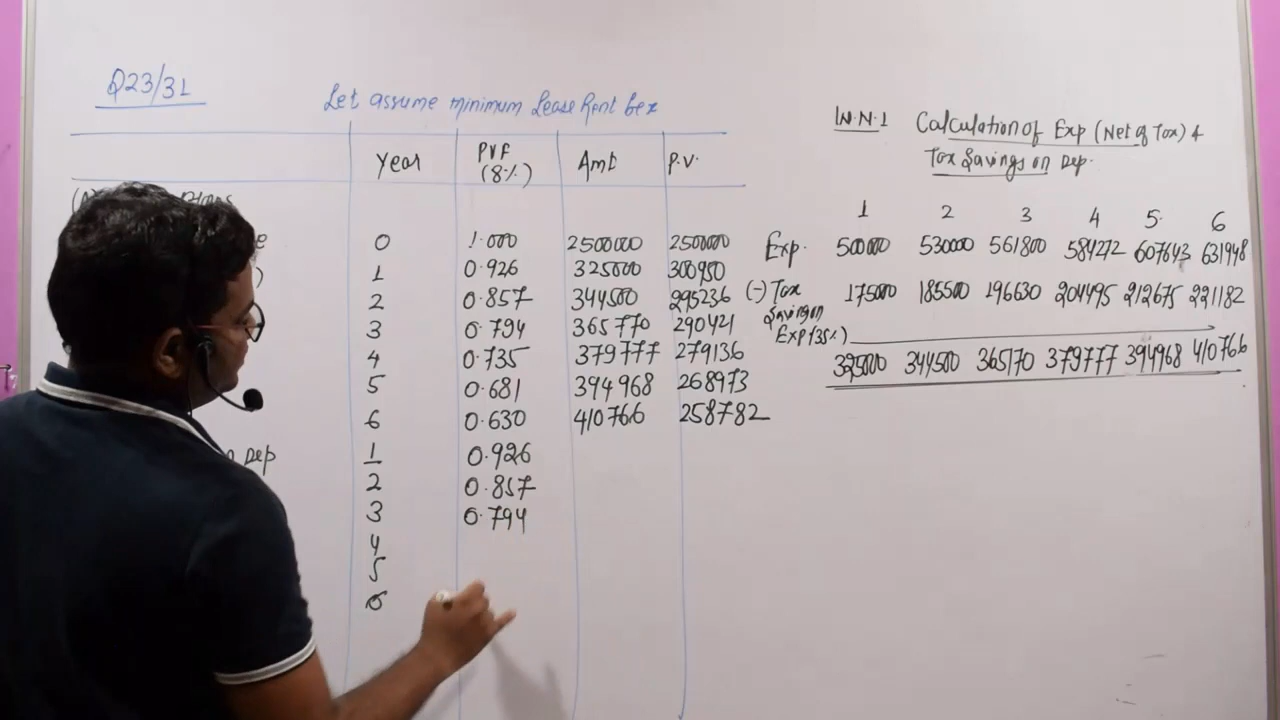 Q23/31
Let assume minimum Lease Rent be x
Year PVF (8%) Amt P.V.
0 1.000 2500000 2500000
1 0.926 325000 300950
2 0.857 344500 295236
3 0.794 365770 290421
4 0.735 379777 279136
5 0.681 394968 268973
6 0.630 410766 258782
Dep 1 0.926
2 0.857
3 0.794
4
5
6
W.N.1 Calculation of Exp (Net of Tax) &
Tax Savings on Dep.
1 2 3 4 5 6
Exp. 500000 530000 561800 584272 607643 631948
(-) Tax 175000 185500 196630 204495 212675 221182
Saving on
Exp (35%)
325000 344500 365170 379777 394968 410766